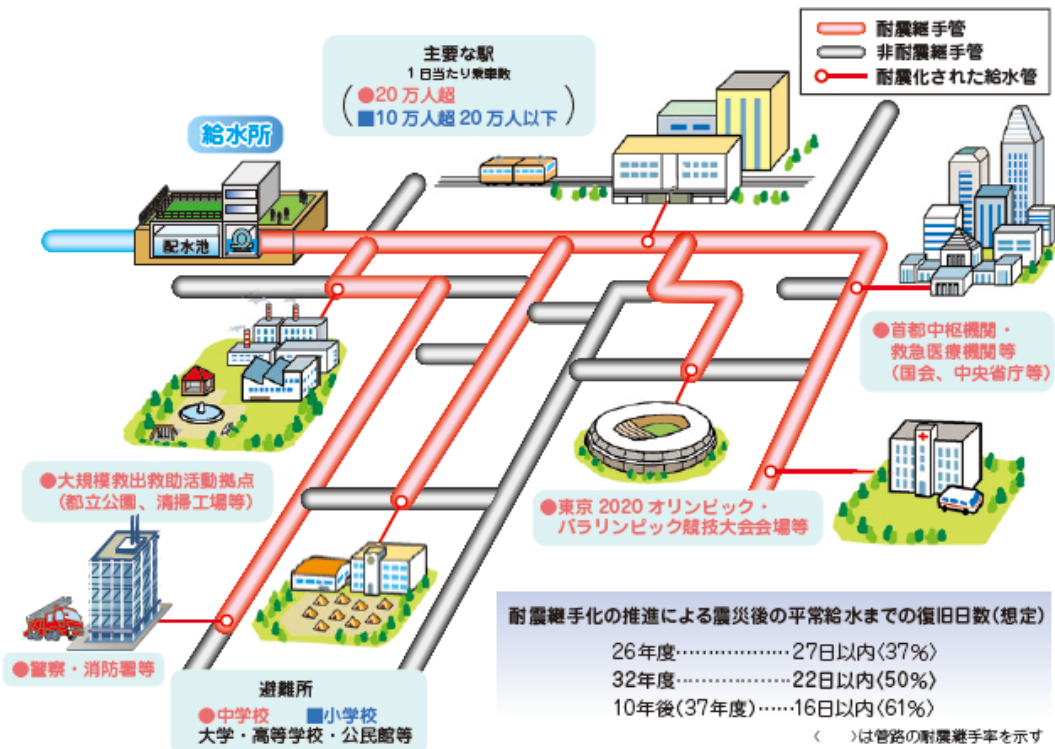 耐震継手管
非耐震継手管
耐震化された給水管
主要な駅
1日当たり乗車数
●20万人超
■10万人超20万人以下
給水所
配水池
●首都中枢機関・
救急医療機関等
(国会、中央省庁等)
●大規模救出救助活動拠点
(都立公園、清掃工場等)
●東京2020オリンピック・
パラリンピック競技大会会場等
●警察・消防署等
避難所
●中学校 ■小学校
大学・高等学校・公民館等
耐震継手化の推進による震災後の平常給水までの復旧日数(想定)
26年度………………27日以内〈37%〉
32年度………………22日以内〈50%〉
10年後(37年度)……16日以内〈61%〉
〈 〉は管路の耐震継手率を示す